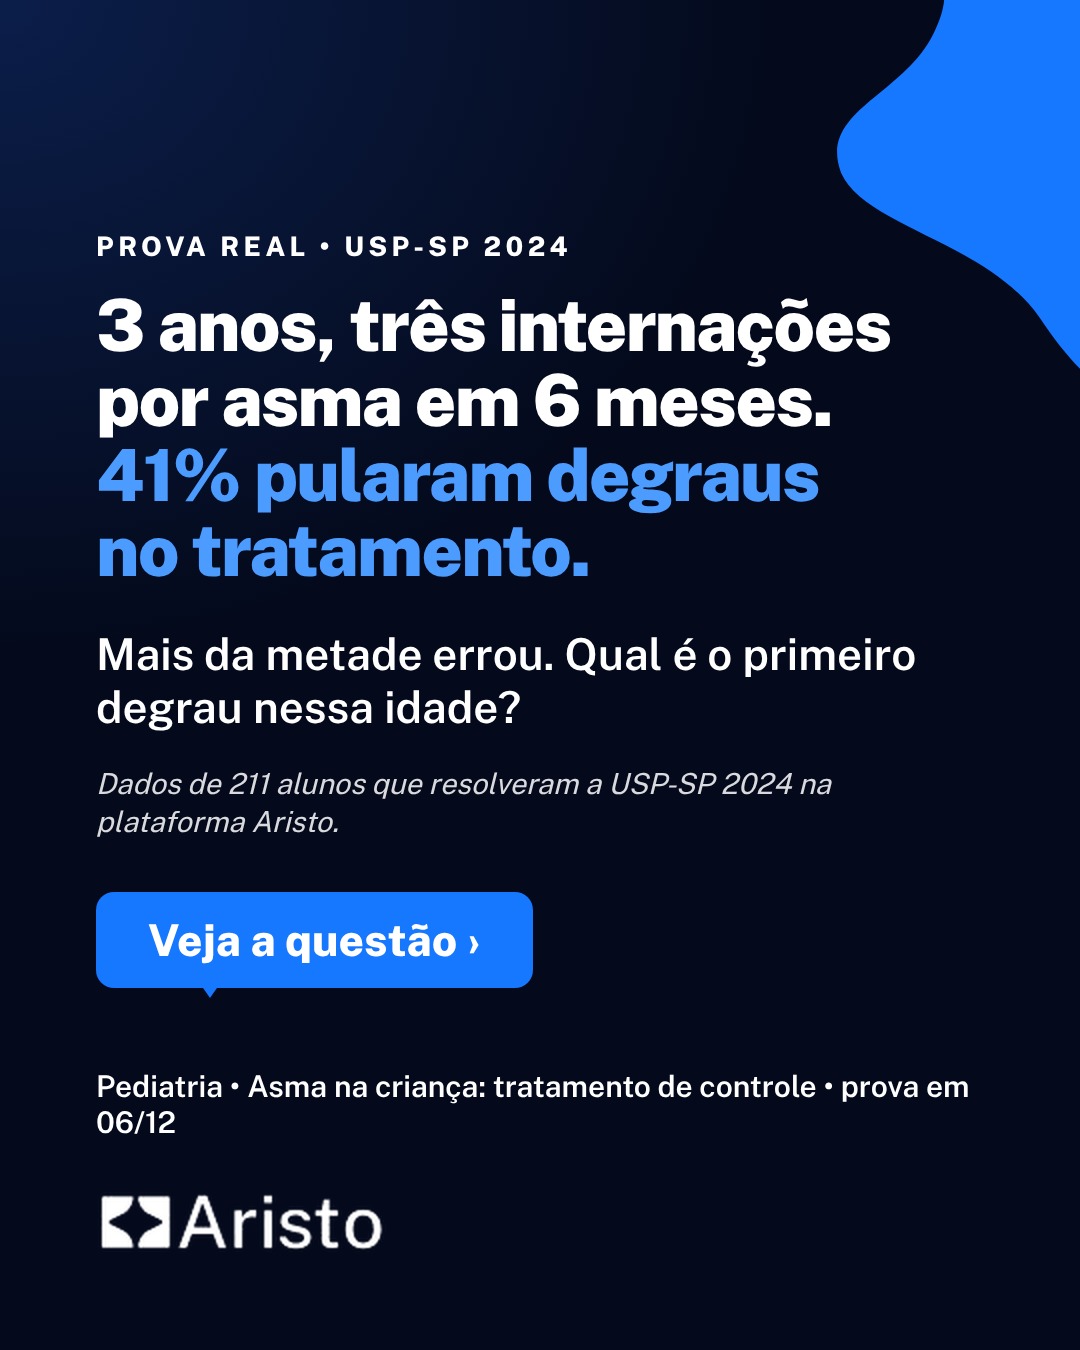 PROVA REAL • USP-SP 2024
3 anos, três internações
por asma em 6 meses.
41% pularam degraus
no tratamento.
Mais da metade errou. Qual é o primeiro
degrau nessa idade?
Dados de 211 alunos que resolveram a USP-SP 2024 na
plataforma Aristo.
Veja a questão ›
Pediatria • Asma na criança: tratamento de controle • prova em
06/12
Aristo